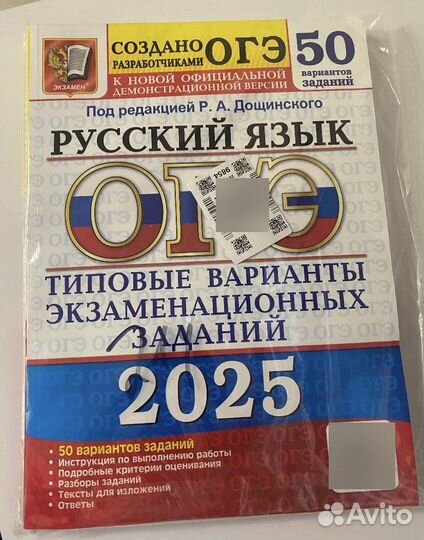 СОЗДАНО
РАЗРАБОТЧИКАМИ ОГЭ
К НОВОЙ ОФИЦИАЛЬНОЙ
ДЕМОНСТРАЦИОННОЙ ВЕРСИИ
50
вариантов
заданий
ЭКЗАМЕН
Под редакцией Р. А. Дощинского
РУССКИЙ ЯЗЫК
ОГЭ
9854
ТИПОВЫЕ ВАРИАНТЫ
ЭКЗАМЕНАЦИОННЫХ
ЗАДАНИЙ
2025
• 50 вариантов заданий
• Инструкция по выполнению работы
• Подробные критерии оценивания
• Разборы заданий
• Тексты для изложений
• Ответы
Avito